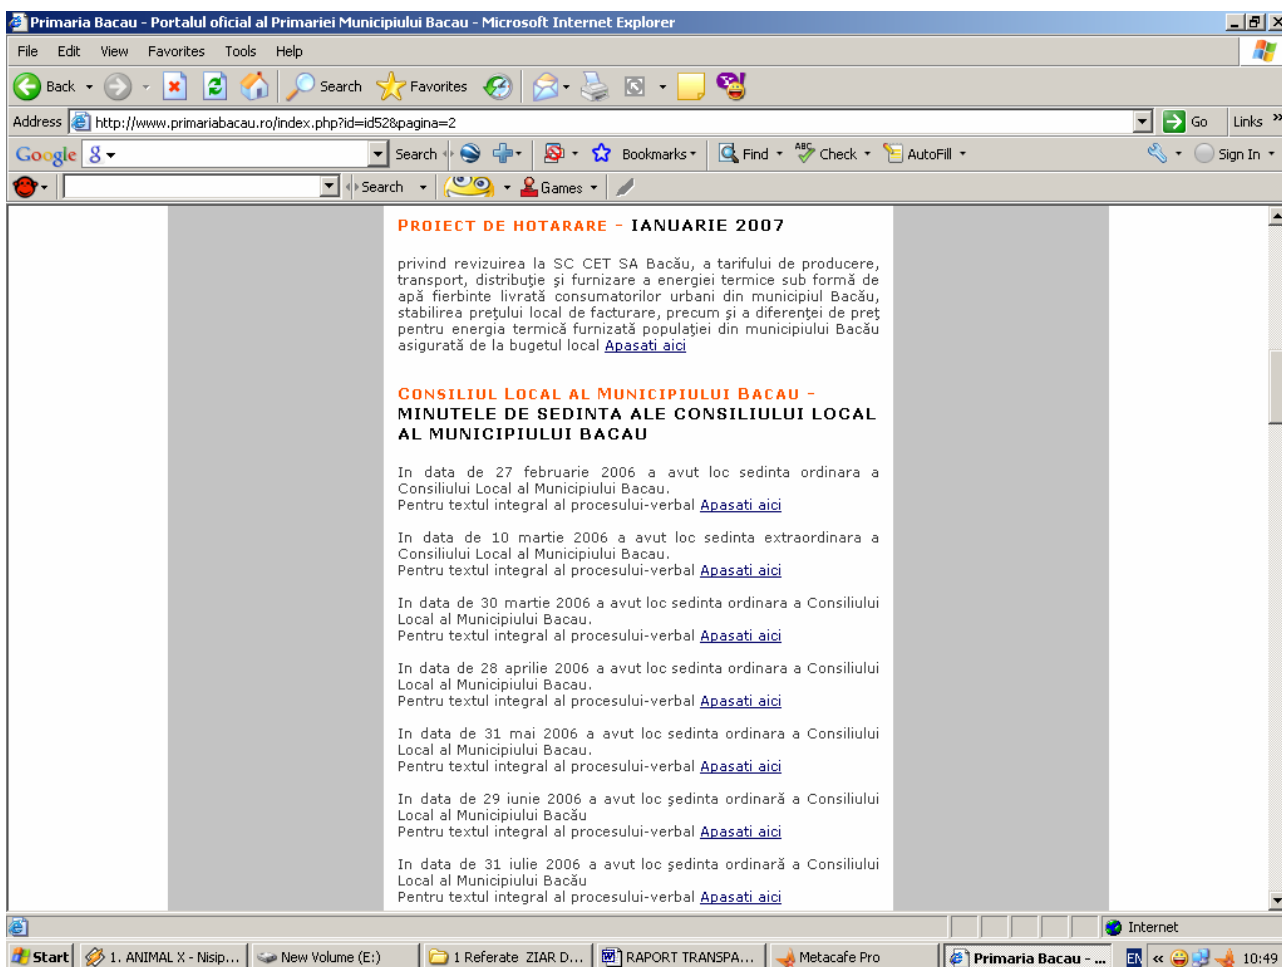 Primaria Bacau - Portalul oficial al Primariei Municipiului Bacau - Microsoft Internet Explorer
File Edit View Favorites Tools Help
Back Search Favorites
Address http://www.primariabacau.ro/index.php?id=id52&pagina=2 Go Links »
Google Search Bookmarks Find ABC Check AutoFill Sign In
Search Games
PROIECT DE HOTARARE - IANUARIE 2007
privind revizuirea la SC CET SA Bacău, a tarifului de producere,
transport, distribuţie şi furnizare a energiei termice sub formă de
apă fierbinte livrată consumatorilor urbani din municipiul Bacău,
stabilirea preţului local de facturare, precum şi a diferenţei de preţ
pentru energia termică furnizată populaţiei din municipiului Bacău
asigurată de la bugetul local Apasati aici
CONSILIUL LOCAL AL MUNICIPIULUI BACAU -
MINUTELE DE SEDINTA ALE CONSILIULUI LOCAL
AL MUNICIPIULUI BACAU
In data de 27 februarie 2006 a avut loc sedinta ordinara a
Consiliului Local al Municipiului Bacau.
Pentru textul integral al procesului-verbal Apasati aici
In data de 10 martie 2006 a avut loc sedinta extraordinara a
Consiliului Local al Municipiului Bacau.
Pentru textul integral al procesului-verbal Apasati aici
In data de 30 martie 2006 a avut loc sedinta ordinara a Consiliului
Local al Municipiului Bacau.
Pentru textul integral al procesului-verbal Apasati aici
In data de 28 aprilie 2006 a avut loc sedinta ordinara a Consiliului
Local al Municipiului Bacau.
Pentru textul integral al procesului-verbal Apasati aici
In data de 31 mai 2006 a avut loc sedinta ordinara a Consiliului
Local al Municipiului Bacau.
Pentru textul integral al procesului-verbal Apasati aici
In data de 29 iunie 2006 a avut loc şedinta ordinară a Consiliului
Local al Municipiului Bacău
Pentru textul integral al procesului-verbal Apasati aici
In data de 31 iulie 2006 a avut loc şedinta ordinară a Consiliului
Local al Municipiului Bacău
Pentru textul integral al procesului-verbal Apasati aici
Internet
Start 1. ANIMAL X - Nisip... New Volume (E:) 1 Referate ZIAR D... RAPORT TRANSPA... Metacafe Pro Primaria Bacau - ... EN « 10:49